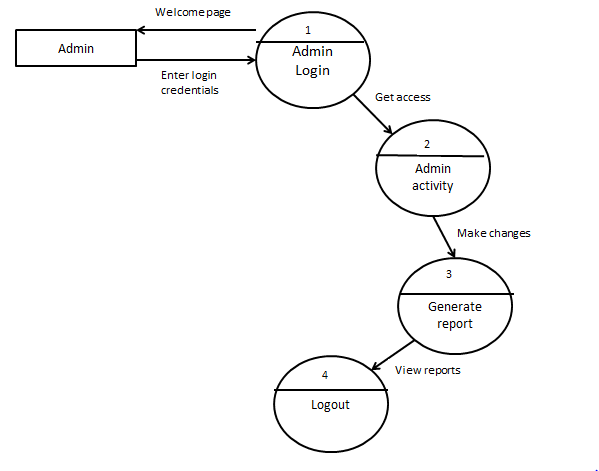 Welcome page
Admin
Enter login
credentials
1
Admin
Login
Get access
2
Admin
activity
Make changes
3
Generate
report
View reports
4
Logout